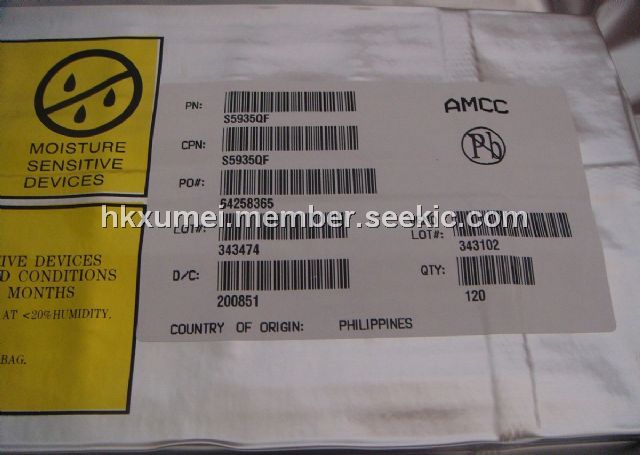 MOISTURE
SENSITIVE
DEVICES
IVE DEVICES
D CONDITIONS
MONTHS
AT <20%HUMIDITY.
BAG.
AMCC
Pb
PN:
S5935QF
CPN:
S5935QF
PO#:
54258365
LOT#:
343474
LOT#:
343102
D/C:
200851
QTY:
120
COUNTRY OF ORIGIN: PHILIPPINES
hkxumei.member.seekic.com